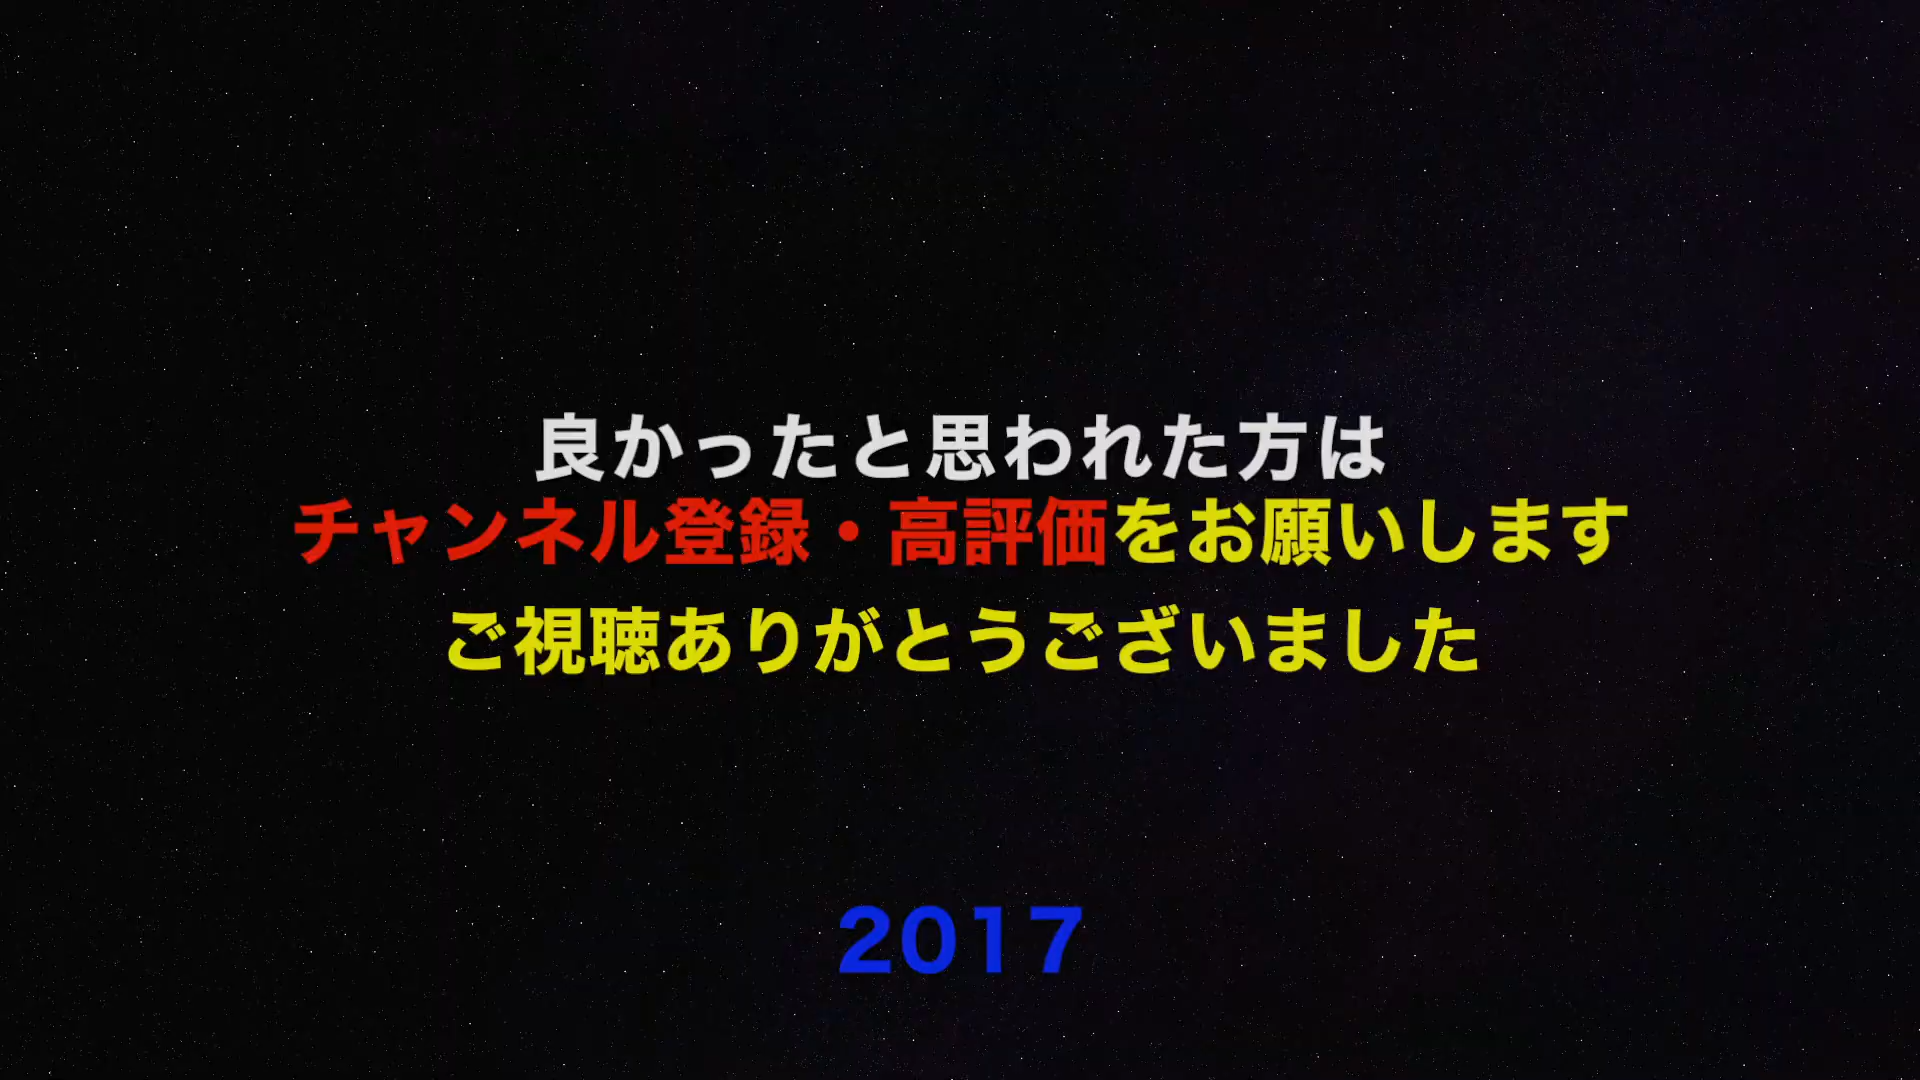 良かったと思われた方は
チャンネル登録・高評価をお願いします
ご視聴ありがとうございました
2017